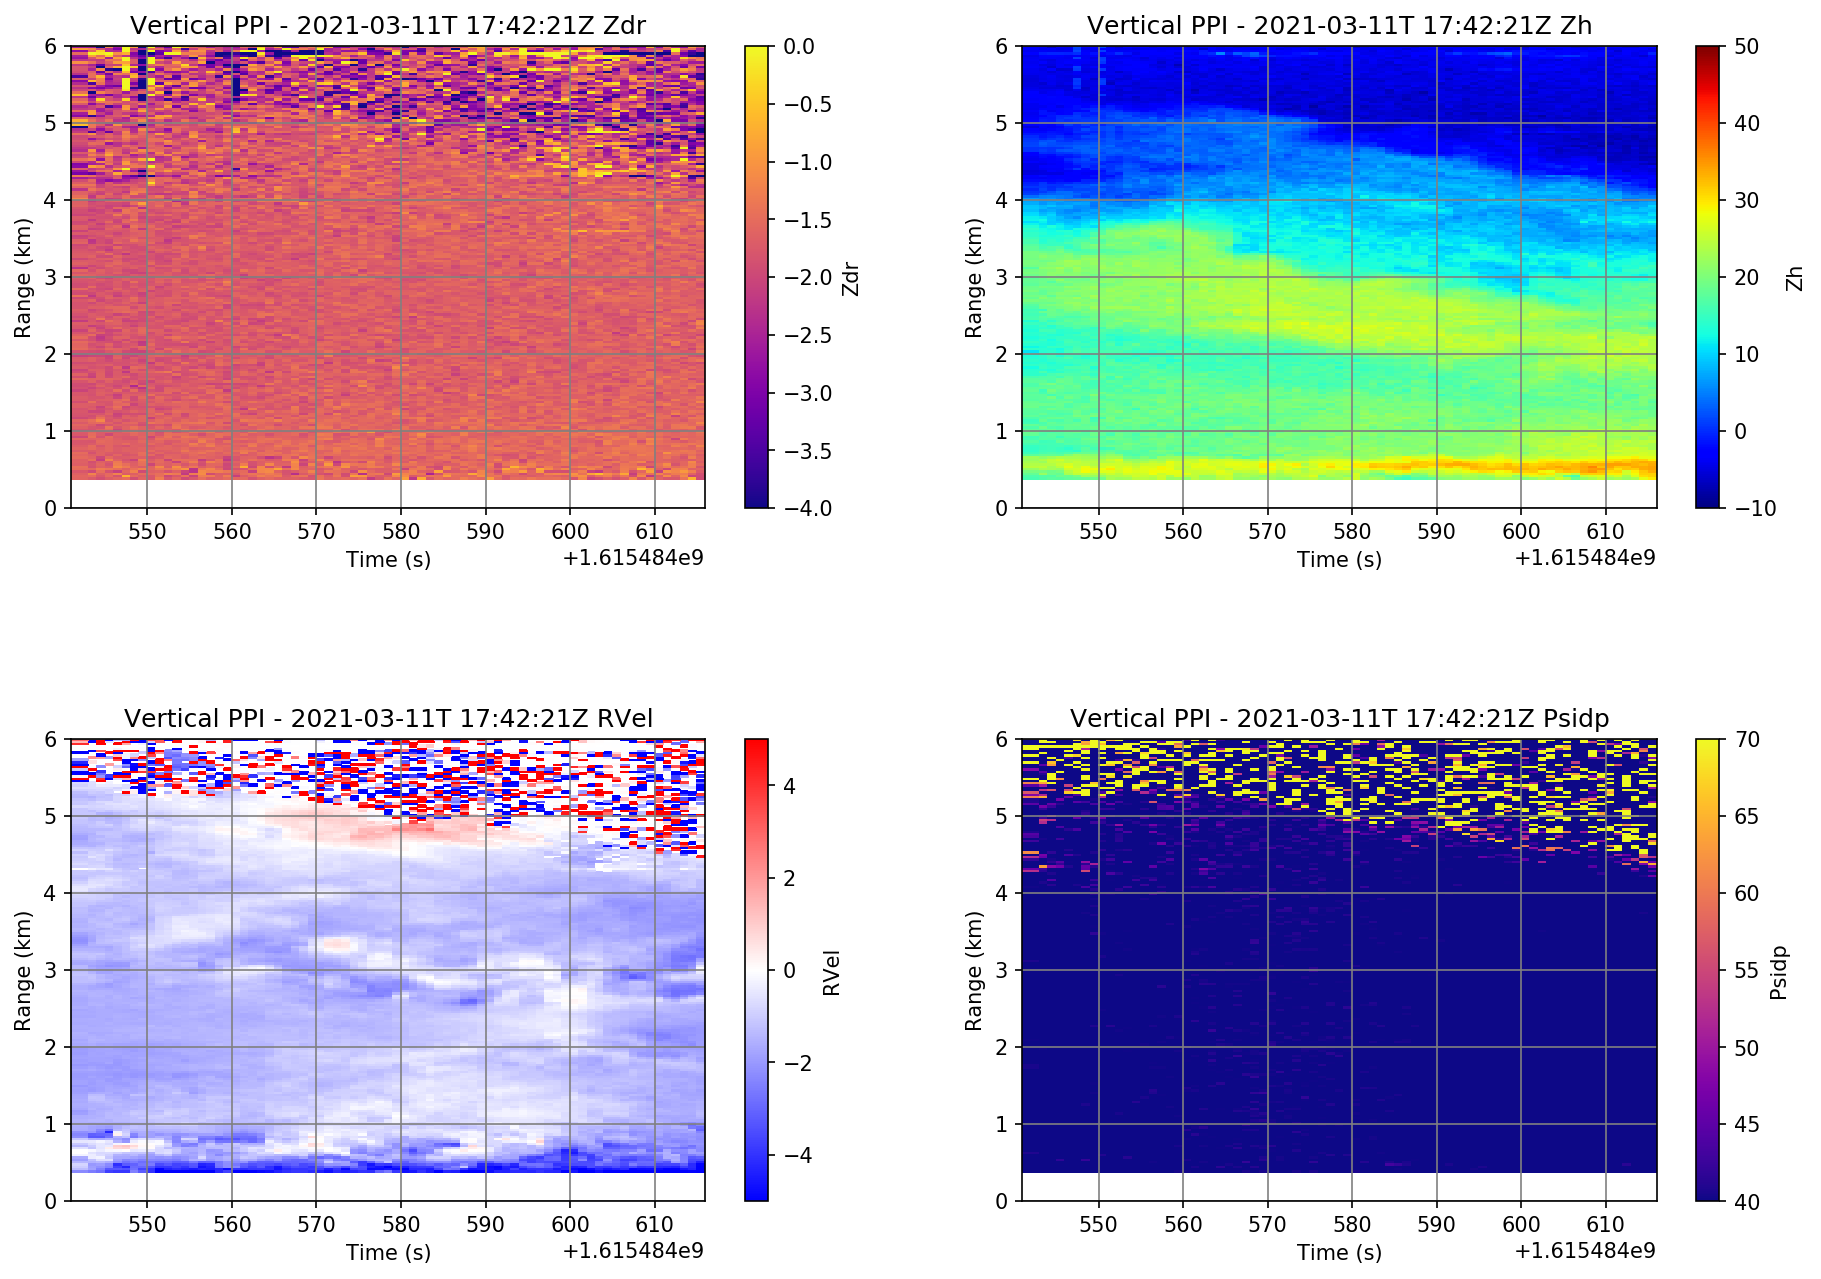 Vertical PPI - 2021-03-11T 17:42:21Z Zdr
6
5
4
3
2
1
0
Range (km)
550 560 570 580 590 600 610
Time (s)
+1.615484e9
0.0
−0.5
−1.0
−1.5
−2.0
−2.5
−3.0
−3.5
−4.0
Zdr
Vertical PPI - 2021-03-11T 17:42:21Z Zh
6
5
4
3
2
1
0
Range (km)
550 560 570 580 590 600 610
Time (s)
+1.615484e9
50
40
30
20
10
0
−10
Zh
Vertical PPI - 2021-03-11T 17:42:21Z RVel
6
5
4
3
2
1
0
Range (km)
550 560 570 580 590 600 610
Time (s)
+1.615484e9
4
2
0
−2
−4
RVel
Vertical PPI - 2021-03-11T 17:42:21Z Psidp
6
5
4
3
2
1
0
Range (km)
550 560 570 580 590 600 610
Time (s)
+1.615484e9
70
65
60
55
50
45
40
Psidp